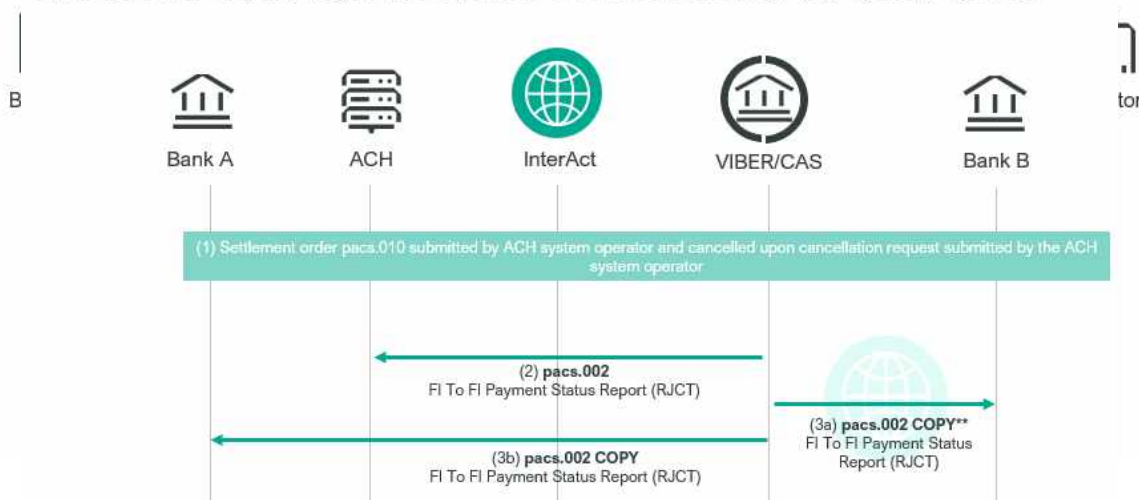 B
tor
Bank A
ACH
InterAct
VIBER/CAS
Bank B
(1) Settlement order pacs.010 submitted by ACH system operator and cancelled upon cancellation request submitted by the ACH
system operator
(2) pacs.002
FI To FI Payment Status Report (RJCT)
(3a) pacs.002 COPY**
FI To FI Payment Status
Report (RJCT)
(3b) pacs.002 COPY
FI To FI Payment Status Report (RJCT)